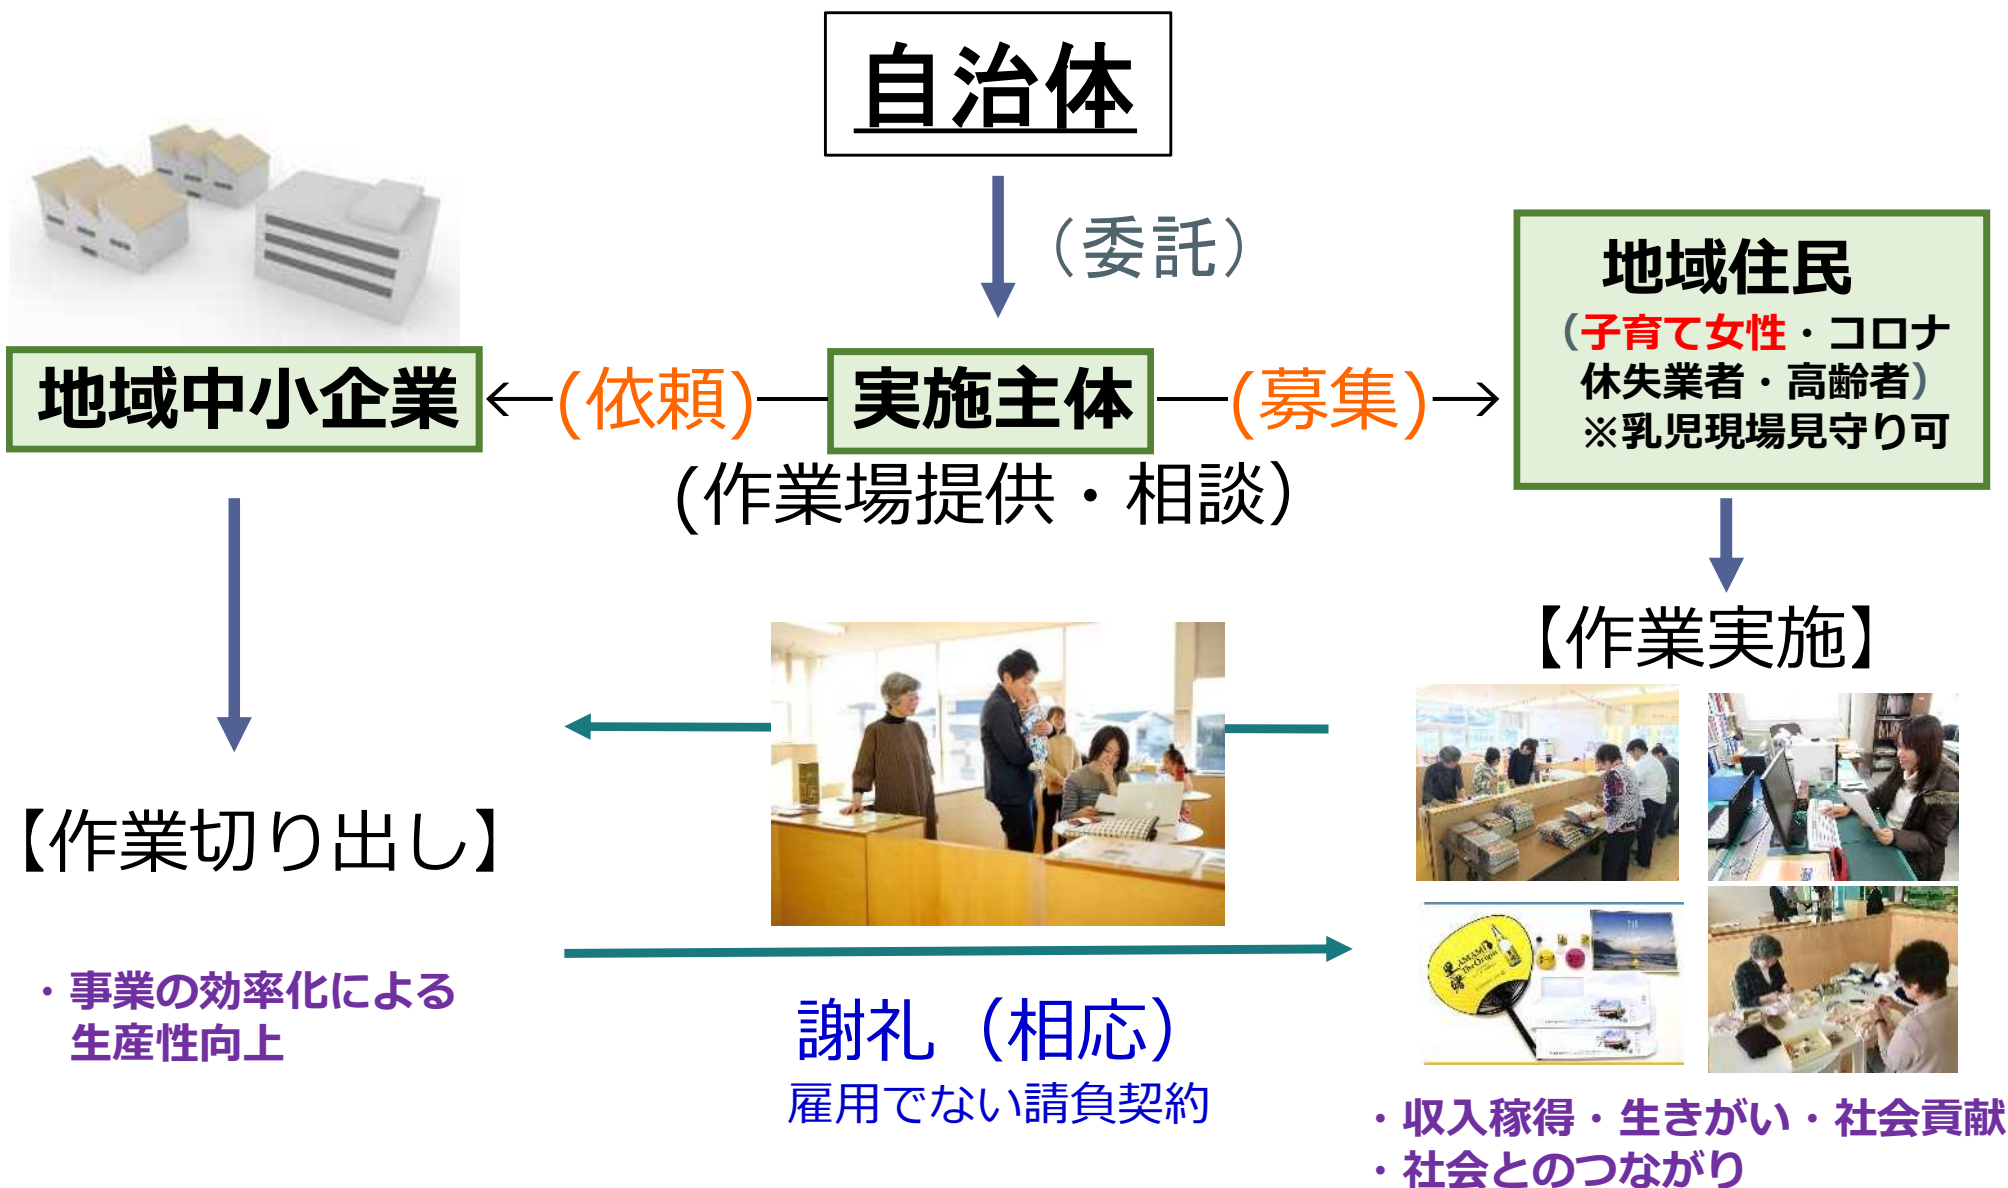 自治体
（委託）
地域住民
（子育て女性・コロナ
休失業者・高齢者）
※乳児現場見守り可
地域中小企業
←(依頼)
実施主体
(募集)→
(作業場提供・相談）
【作業実施】
【作業切り出し】
AMAMI
The Origin
・事業の効率化による
生産性向上
謝礼（相応）
雇用でない請負契約
・収入稼得・生きがい・社会貢献
・社会とのつながり